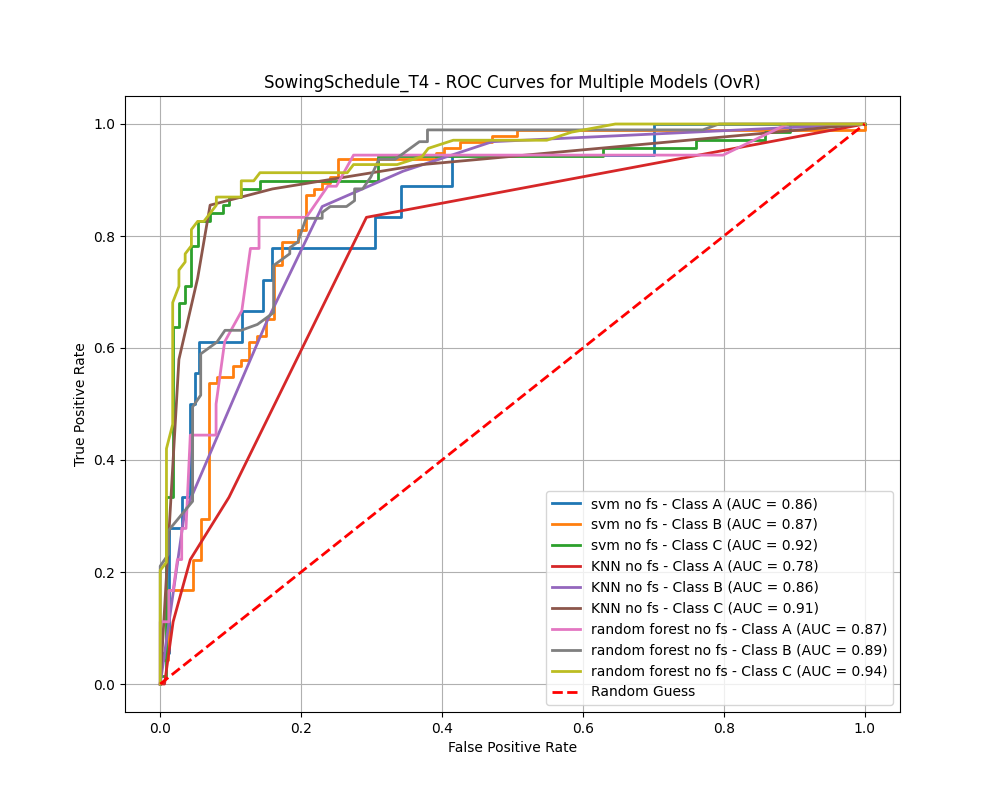 SowingSchedule_T4 - ROC Curves for Multiple Models (OvR)
True Positive Rate
1.0
0.8
0.6
0.4
0.2
0.0
svm no fs - Class A (AUC = 0.86)
svm no fs - Class B (AUC = 0.87)
svm no fs - Class C (AUC = 0.92)
KNN no fs - Class A (AUC = 0.78)
KNN no fs - Class B (AUC = 0.86)
KNN no fs - Class C (AUC = 0.91)
random forest no fs - Class A (AUC = 0.87)
random forest no fs - Class B (AUC = 0.89)
random forest no fs - Class C (AUC = 0.94)
Random Guess
0.0 0.2 0.4 0.6 0.8 1.0
False Positive Rate